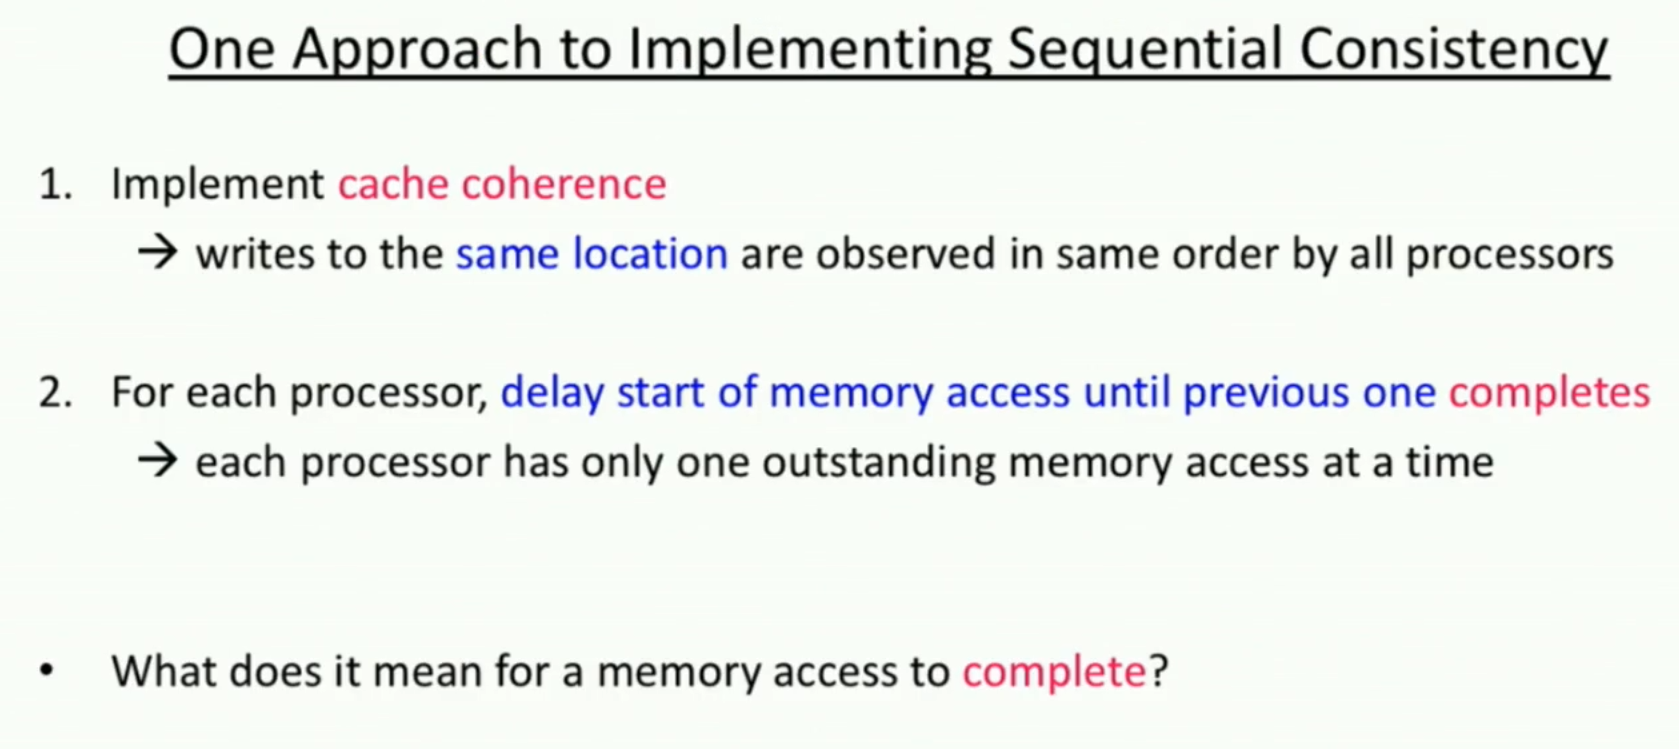 One Approach to Implementing Sequential Consistency
1. Implement cache coherence
→ writes to the same location are observed in same order by all processors
2. For each processor, delay start of memory access until previous one completes
→ each processor has only one outstanding memory access at a time
• What does it mean for a memory access to complete?